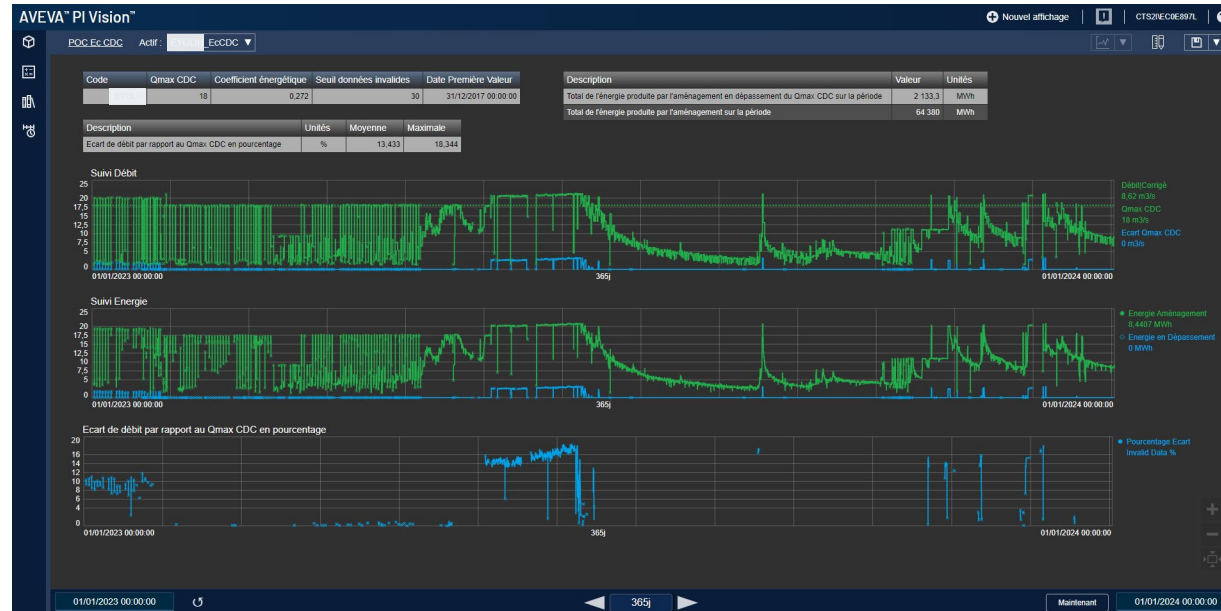 AVEVA™ PI Vision™
Nouvel affichage
CTS2\IEC0E897L
POC Ec CDC Actif : _EcCDC ▼
Code Qmax CDC Coefficient énergétique Seuil données invalides Date Première Valeur
18 0,272 30 31/12/2017 00:00:00
Description Valeur Unités
Total de l'énergie produite par l'aménagement en dépassement du Qmax CDC sur la période 2 133,3 MWh
Total de l'énergie produite par l'aménagement sur la période 64 380 MWh
Description Unités Moyenne Maximale
Ecart de débit par rapport au Qmax CDC en pourcentage % 13,433 18,344
Suivi Débit
25
20
17,5
15
12,5
10
7,5
5
0
01/01/2023 00:00:00 365j 01/01/2024 00:00:00
Débit|Corrigé
8,62 m3/s
Qmax CDC
18 m3/s
Ecart Qmax CDC
0 m3/s
Suivi Energie
25
20
17,5
15
12,5
10
7,5
5
0
01/01/2023 00:00:00 365j 01/01/2024 00:00:00
Energie Aménagement
8,4407 MWh
Energie en Dépassement
0 MWh
Ecart de débit par rapport au Qmax CDC en pourcentage
20
16
14
12
10
8
6
4
0
01/01/2023 00:00:00 365j 01/01/2024 00:00:00
Pourcentage Ecart
Invalid Data %
01/01/2023 00:00:00 365j Maintenant 01/01/2024 00:00:00